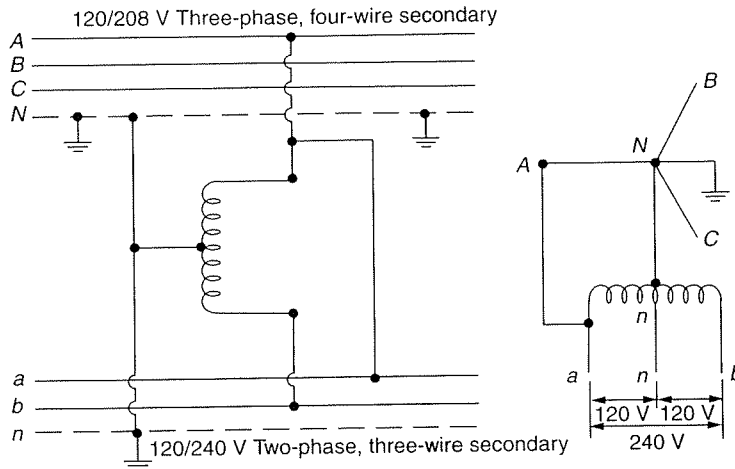 120/208 V Three-phase, four-wire secondary
A
B
C
N
a
b
n
120/240 V Two-phase, three-wire secondary
B
N
A
C
n
a
n
b
120 V
120 V
240 V